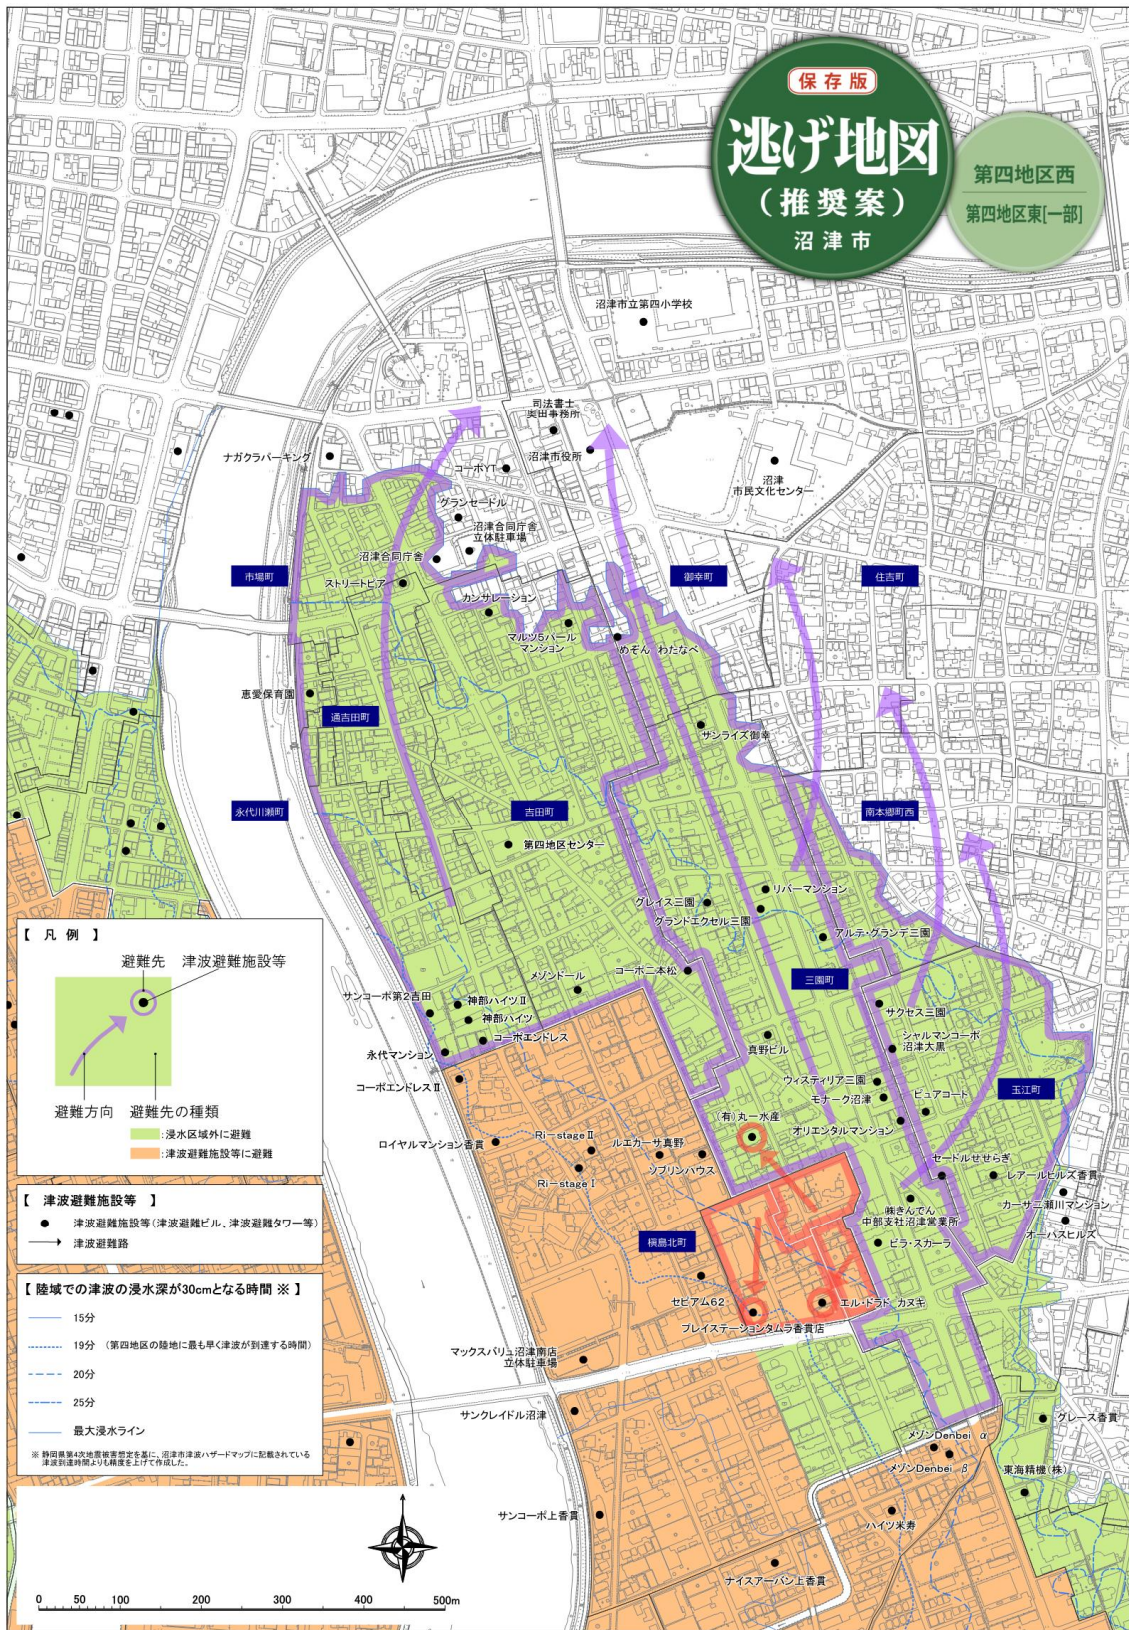 保存版
逃げ地図
（推奨案）
沼津市
第四地区西
第四地区東[一部]
沼津市立第四小学校
司法書士
奥田事務所
沼津市役所
ナガクラパーキング
コーポYT
沼津
市民文化センター
グランセードル
沼津合同庁舎
立体駐車場
沼津合同庁舎
市場町
ストリートピア
御幸町
住吉町
カンサレーション
マルツ5パール
マンション
めぞん わたなべ
恵愛保育園
通吉田町
サンライズ御幸
永代川瀬町
吉田町
南本郷町西
第四地区センター
リバーマンション
グレイス三園
グランドエクセル三園
アルテ・グランデ三園
コーポ二本松
三園町
メゾンドール
サンコーポ第2吉田
神部ハイツⅡ
神部ハイツ
サクセス三園
コーポエンドレス
真野ビル
シャルマンコーポ
沼津大黒
永代マンション
コーポエンドレスⅡ
ウィスティリア三園
モナーク沼津
ピュアコート
玉江町
(有)丸一水産
オリエンタルマンション
ロイヤルマンション香貫
Ri-stageⅡ
ルエカーサ真野
ソブリンハウス
Ri-stageⅠ
セードルせせらぎ
レアールヒルズ香貫
カーサ二瀬川マンション
オーパスヒルズ
㈱きんでん
中部支社沼津営業所
槇島北町
ビラ・スカーラ
セピアム62
エル・ドラド カヌキ
プレイステーションタムラ香貫店
マックスバリュ沼津南店
立体駐車場
サンクレイドル沼津
グレース香貫
メゾンDenbei α
メゾンDenbei β
東海精機(株)
サンコーポ上香貫
ハイツ米寿
ナイスアーバン上香貫
【 凡 例 】
避難先
津波避難施設等
避難方向
避難先の種類
:浸水区域外に避難
:津波避難施設等に避難
【 津波避難施設等 】
津波避難施設等(津波避難ビル、津波避難タワー等)
津波避難路
【 陸域での津波の浸水深が30cmとなる時間 ※ 】
15分
19分 (第四地区の陸地に最も早く津波が到達する時間)
20分
25分
最大浸水ライン
※ 静岡県第4次地震被害想定を基に、沼津市津波ハザードマップに記載されている
津波到達時間よりも精度を上げて作成した。
0 50 100 200 300 400 500m